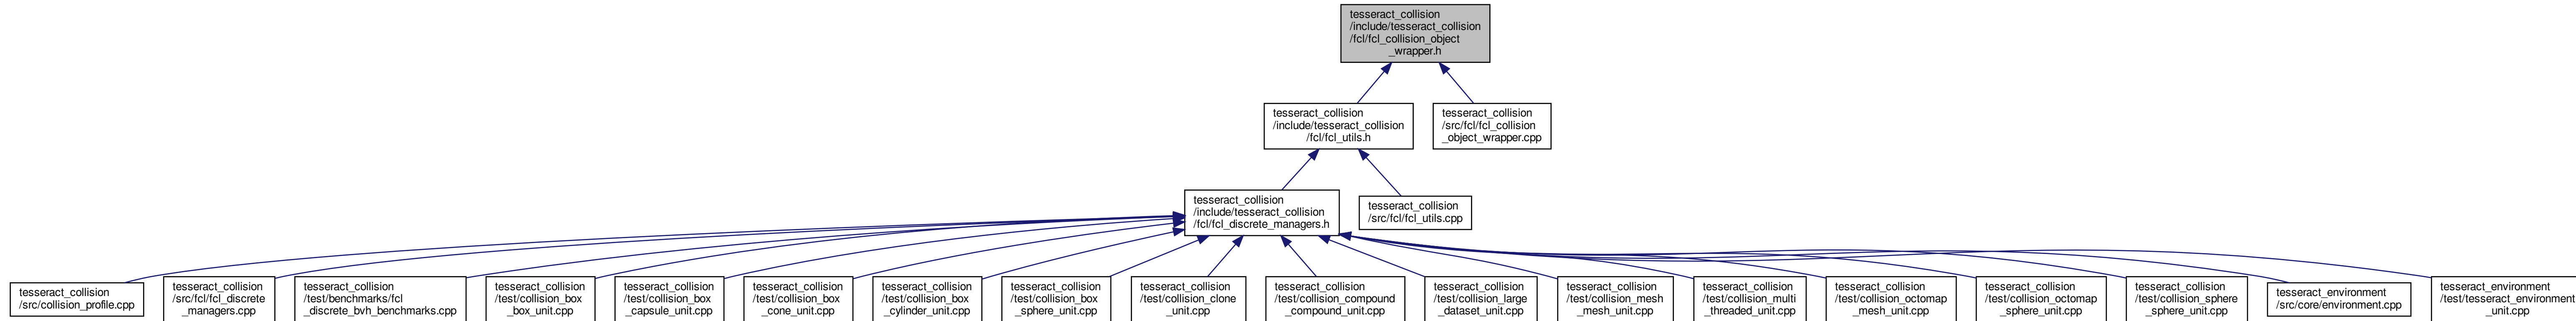 tesseract_collision
/include/tesseract_collision
/fcl/fcl_collision_object
_wrapper.h
tesseract_collision
/include/tesseract_collision
/fcl/fcl_utils.h
tesseract_collision
/src/fcl/fcl_collision
_object_wrapper.cpp
tesseract_collision
/include/tesseract_collision
/fcl/fcl_discrete_managers.h
tesseract_collision
/src/fcl/fcl_utils.cpp
tesseract_collision
/src/collision_profile.cpp
tesseract_collision
/src/fcl/fcl_discrete
_managers.cpp
tesseract_collision
/test/benchmarks/fcl
_discrete_bvh_benchmarks.cpp
tesseract_collision
/test/collision_box
_box_unit.cpp
tesseract_collision
/test/collision_box
_capsule_unit.cpp
tesseract_collision
/test/collision_box
_cone_unit.cpp
tesseract_collision
/test/collision_box
_cylinder_unit.cpp
tesseract_collision
/test/collision_box
_sphere_unit.cpp
tesseract_collision
/test/collision_clone
_unit.cpp
tesseract_collision
/test/collision_compound
_compound_unit.cpp
tesseract_collision
/test/collision_large
_dataset_unit.cpp
tesseract_collision
/test/collision_mesh
_mesh_unit.cpp
tesseract_collision
/test/collision_multi
_threaded_unit.cpp
tesseract_collision
/test/collision_octomap
_mesh_unit.cpp
tesseract_collision
/test/collision_octomap
_sphere_unit.cpp
tesseract_collision
/test/collision_sphere
_sphere_unit.cpp
tesseract_environment
/src/core/environment.cpp
tesseract_environment
/test/tesseract_environment
_unit.cpp